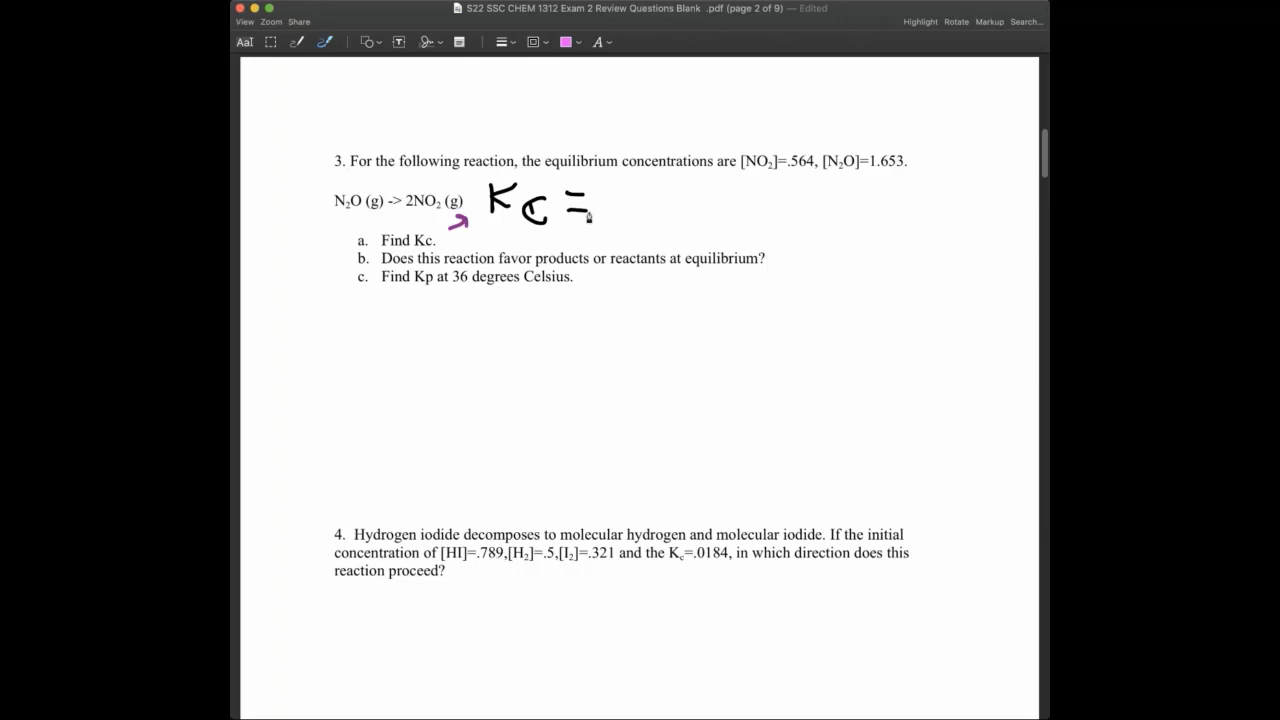 S22 SSC CHEM 1312 Exam 2 Review Questions Blank .pdf (page 2 of 9) — Edited
View Zoom Share Highlight Rotate Markup Search...
3. For the following reaction, the equilibrium concentrations are [NO₂]=.564, [N₂O]=1.653.
N₂O (g) -> 2NO₂ (g) Kc =
a. Find Kc.
b. Does this reaction favor products or reactants at equilibrium?
c. Find Kp at 36 degrees Celsius.
4. Hydrogen iodide decomposes to molecular hydrogen and molecular iodide. If the initial
concentration of [HI]=.789,[H₂]=.5,[I₂]=.321 and the Kc=.0184, in which direction does this
reaction proceed?